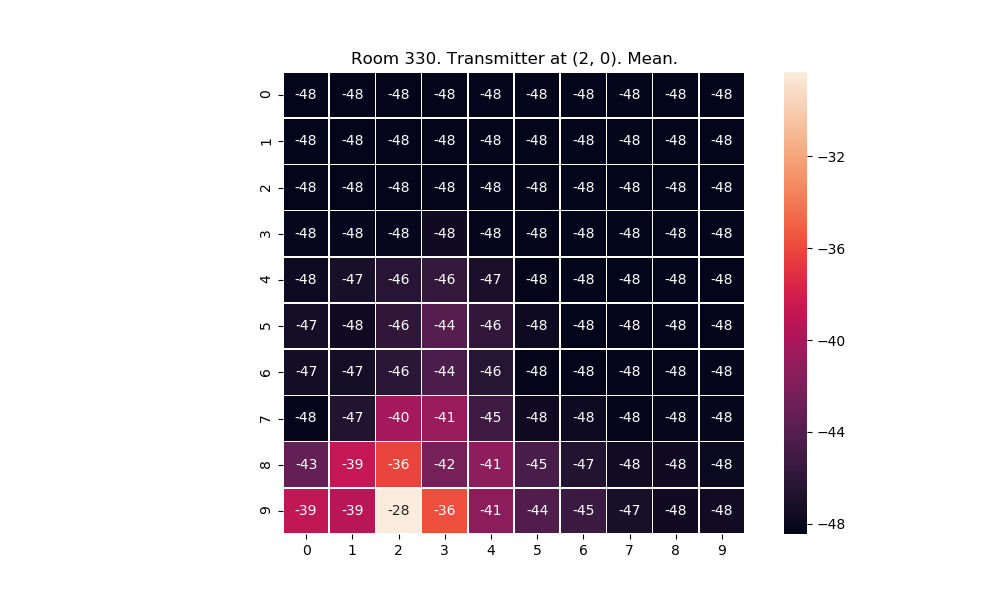 Room 330. Transmitter at (2, 0). Mean.
0 -48 -48 -48 -48 -48 -48 -48 -48 -48 -48
1 -48 -48 -48 -48 -48 -48 -48 -48 -48 -48
−32
2 -48 -48 -48 -48 -48 -48 -48 -48 -48 -48
3 -48 -48 -48 -48 -48 -48 -48 -48 -48 -48
−36
4 -48 -47 -46 -46 -47 -48 -48 -48 -48 -48
5 -47 -48 -46 -44 -46 -48 -48 -48 -48 -48
−40
6 -47 -47 -46 -44 -46 -48 -48 -48 -48 -48
7 -48 -47 -40 -41 -45 -48 -48 -48 -48 -48
−44
8 -43 -39 -36 -42 -41 -45 -47 -48 -48 -48
9 -39 -39 -28 -36 -41 -44 -45 -47 -48 -48
−48
0 1 2 3 4 5 6 7 8 9